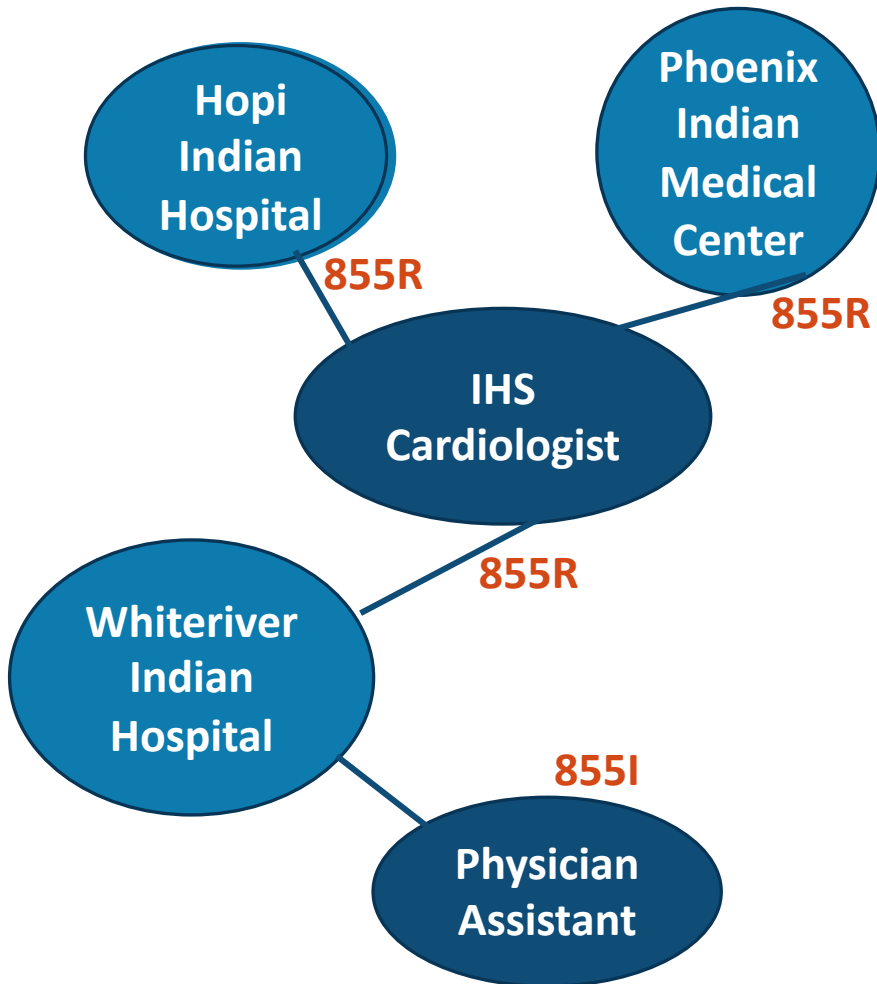 Hopi
Indian
Hospital
Phoenix
Indian
Medical
Center
855R
855R
IHS
Cardiologist
855R
Whiteriver
Indian
Hospital
855I
Physician
Assistant